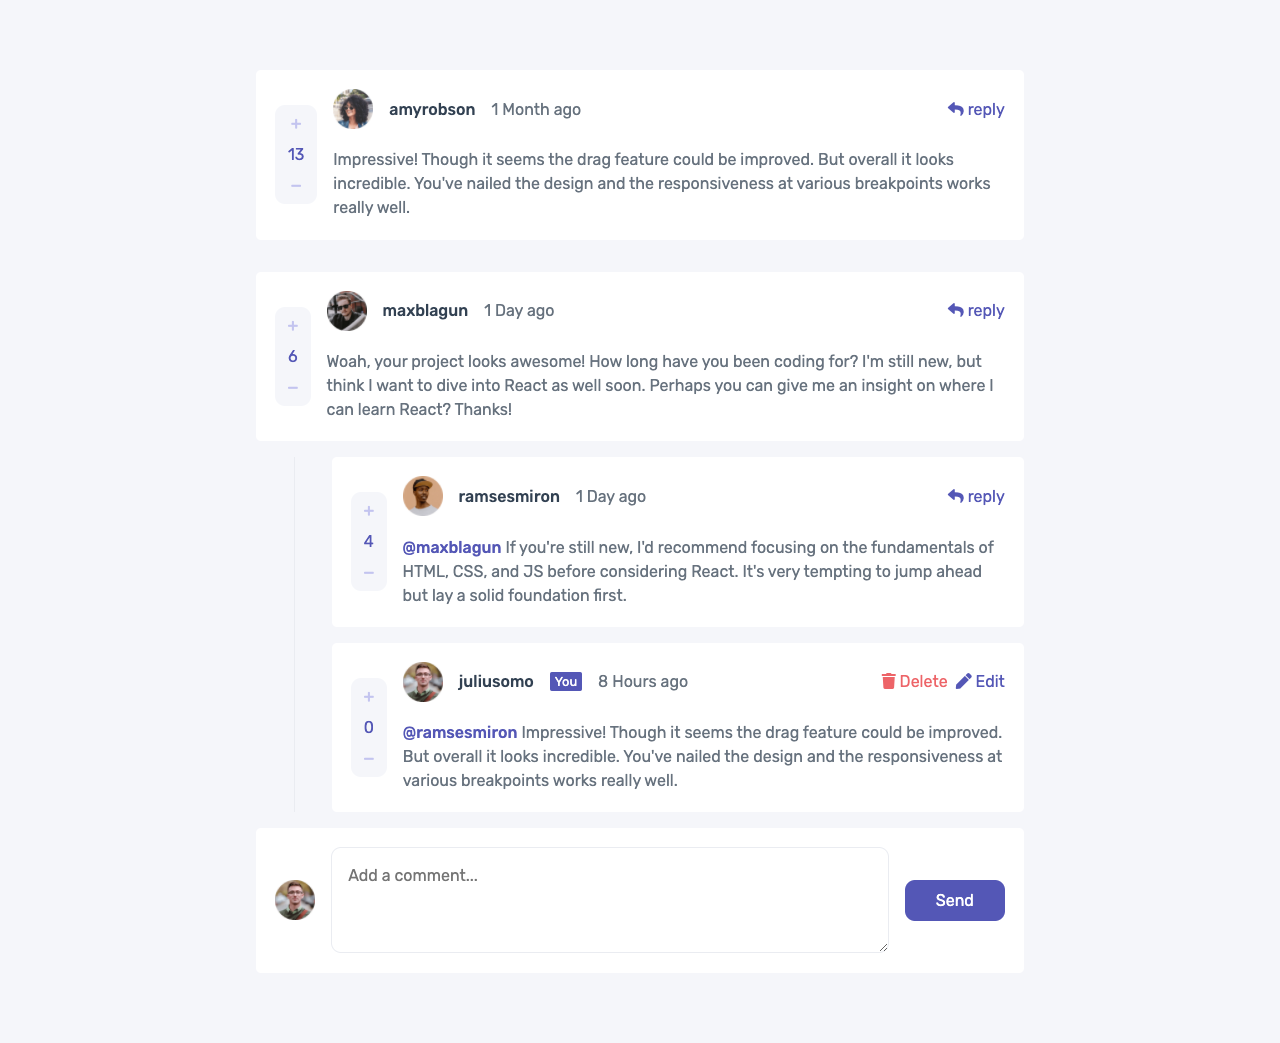 +
13
−
amyrobson 1 Month ago reply
Impressive! Though it seems the drag feature could be improved. But overall it looks
incredible. You've nailed the design and the responsiveness at various breakpoints works
really well.
+
6
−
maxblagun 1 Day ago reply
Woah, your project looks awesome! How long have you been coding for? I'm still new, but
think I want to dive into React as well soon. Perhaps you can give me an insight on where I
can learn React? Thanks!
+
4
−
ramsesmiron 1 Day ago reply
@maxblagun If you're still new, I'd recommend focusing on the fundamentals of
HTML, CSS, and JS before considering React. It's very tempting to jump ahead
but lay a solid foundation first.
+
0
−
juliusomo You 8 Hours ago Delete Edit
@ramsesmiron Impressive! Though it seems the drag feature could be improved.
But overall it looks incredible. You've nailed the design and the responsiveness at
various breakpoints works really well.
Add a comment...
Send